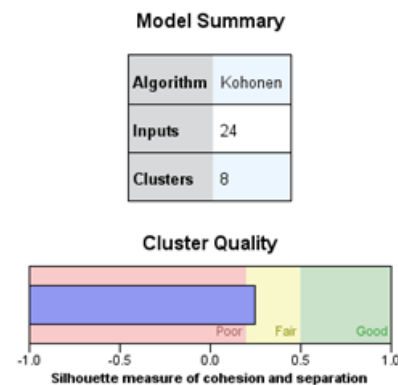 Model Summary
Algorithm Kohonen
Inputs 24
Clusters 8
Cluster Quality
Poor Fair Good
-1.0 -0.5 0.0 0.5 1.0
Silhouette measure of cohesion and separation